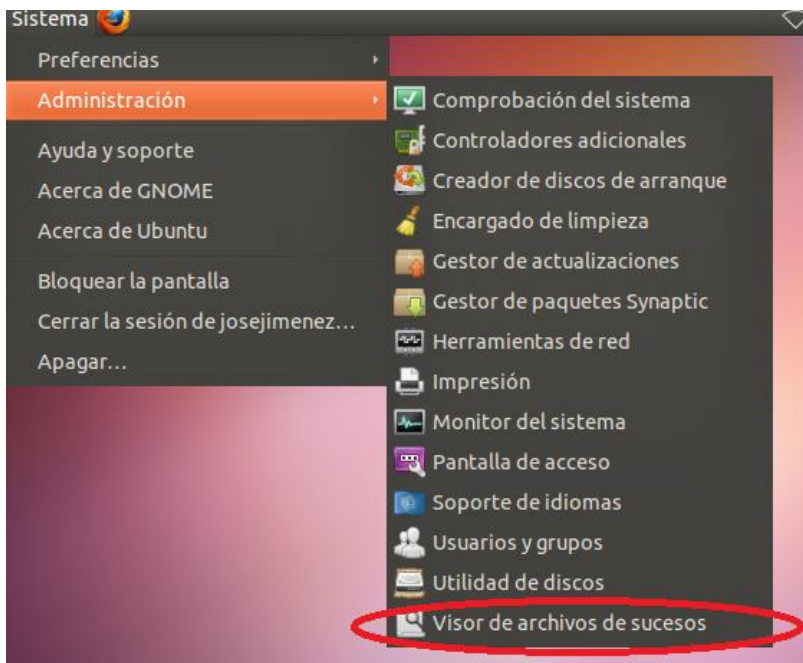 Sistema
Preferencias
Administración
Ayuda y soporte
Acerca de GNOME
Acerca de Ubuntu
Bloquear la pantalla
Cerrar la sesión de josejimenez...
Apagar...
Comprobación del sistema
Controladores adicionales
Creador de discos de arranque
Encargado de limpieza
Gestor de actualizaciones
Gestor de paquetes Synaptic
Herramientas de red
Impresión
Monitor del sistema
Pantalla de acceso
Soporte de idiomas
Usuarios y grupos
Utilidad de discos
Visor de archivos de sucesos